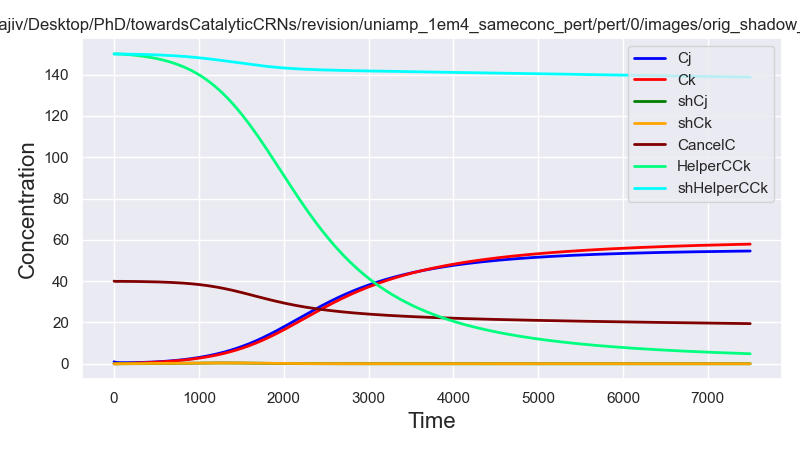 ajiv/Desktop/PhD/towardsCatalyticCRNs/revision/uniamp_1em4_sameconc_pert/pert/0/images/orig_shadow_
Concentration
140
120
100
80
60
40
20
0
Cj
Ck
shCj
shCk
CancelC
HelperCCk
shHelperCCk
0 1000 2000 3000 4000 5000 6000 7000
Time